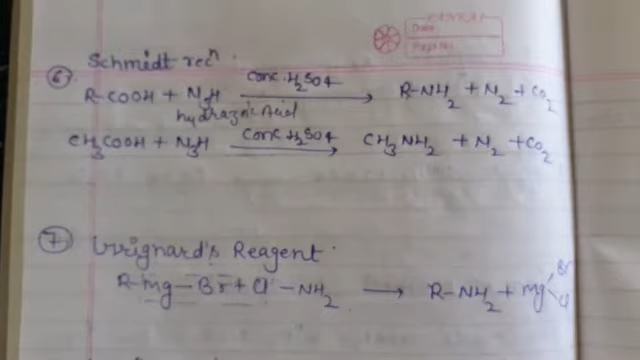 Date
Page No.
Schmidt recⁿ.
6) R-COOH + N₃H —conc. H₂SO₄→ R-NH₂ + N₂ + CO₂
hydrazoic Acid
CH₃COOH + N₃H —conc. H₂SO₄→ CH₃NH₂ + N₂ + CO₂
7) Grignard's Reagent.
R-Mg-Br + Cl-NH₂ → R-NH₂ + Mg Br Cl